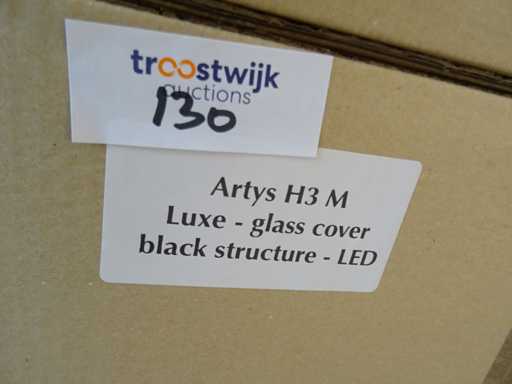 troostwijk
auctions
130
Artys H3 M
Luxe - glass cover
black structure - LED